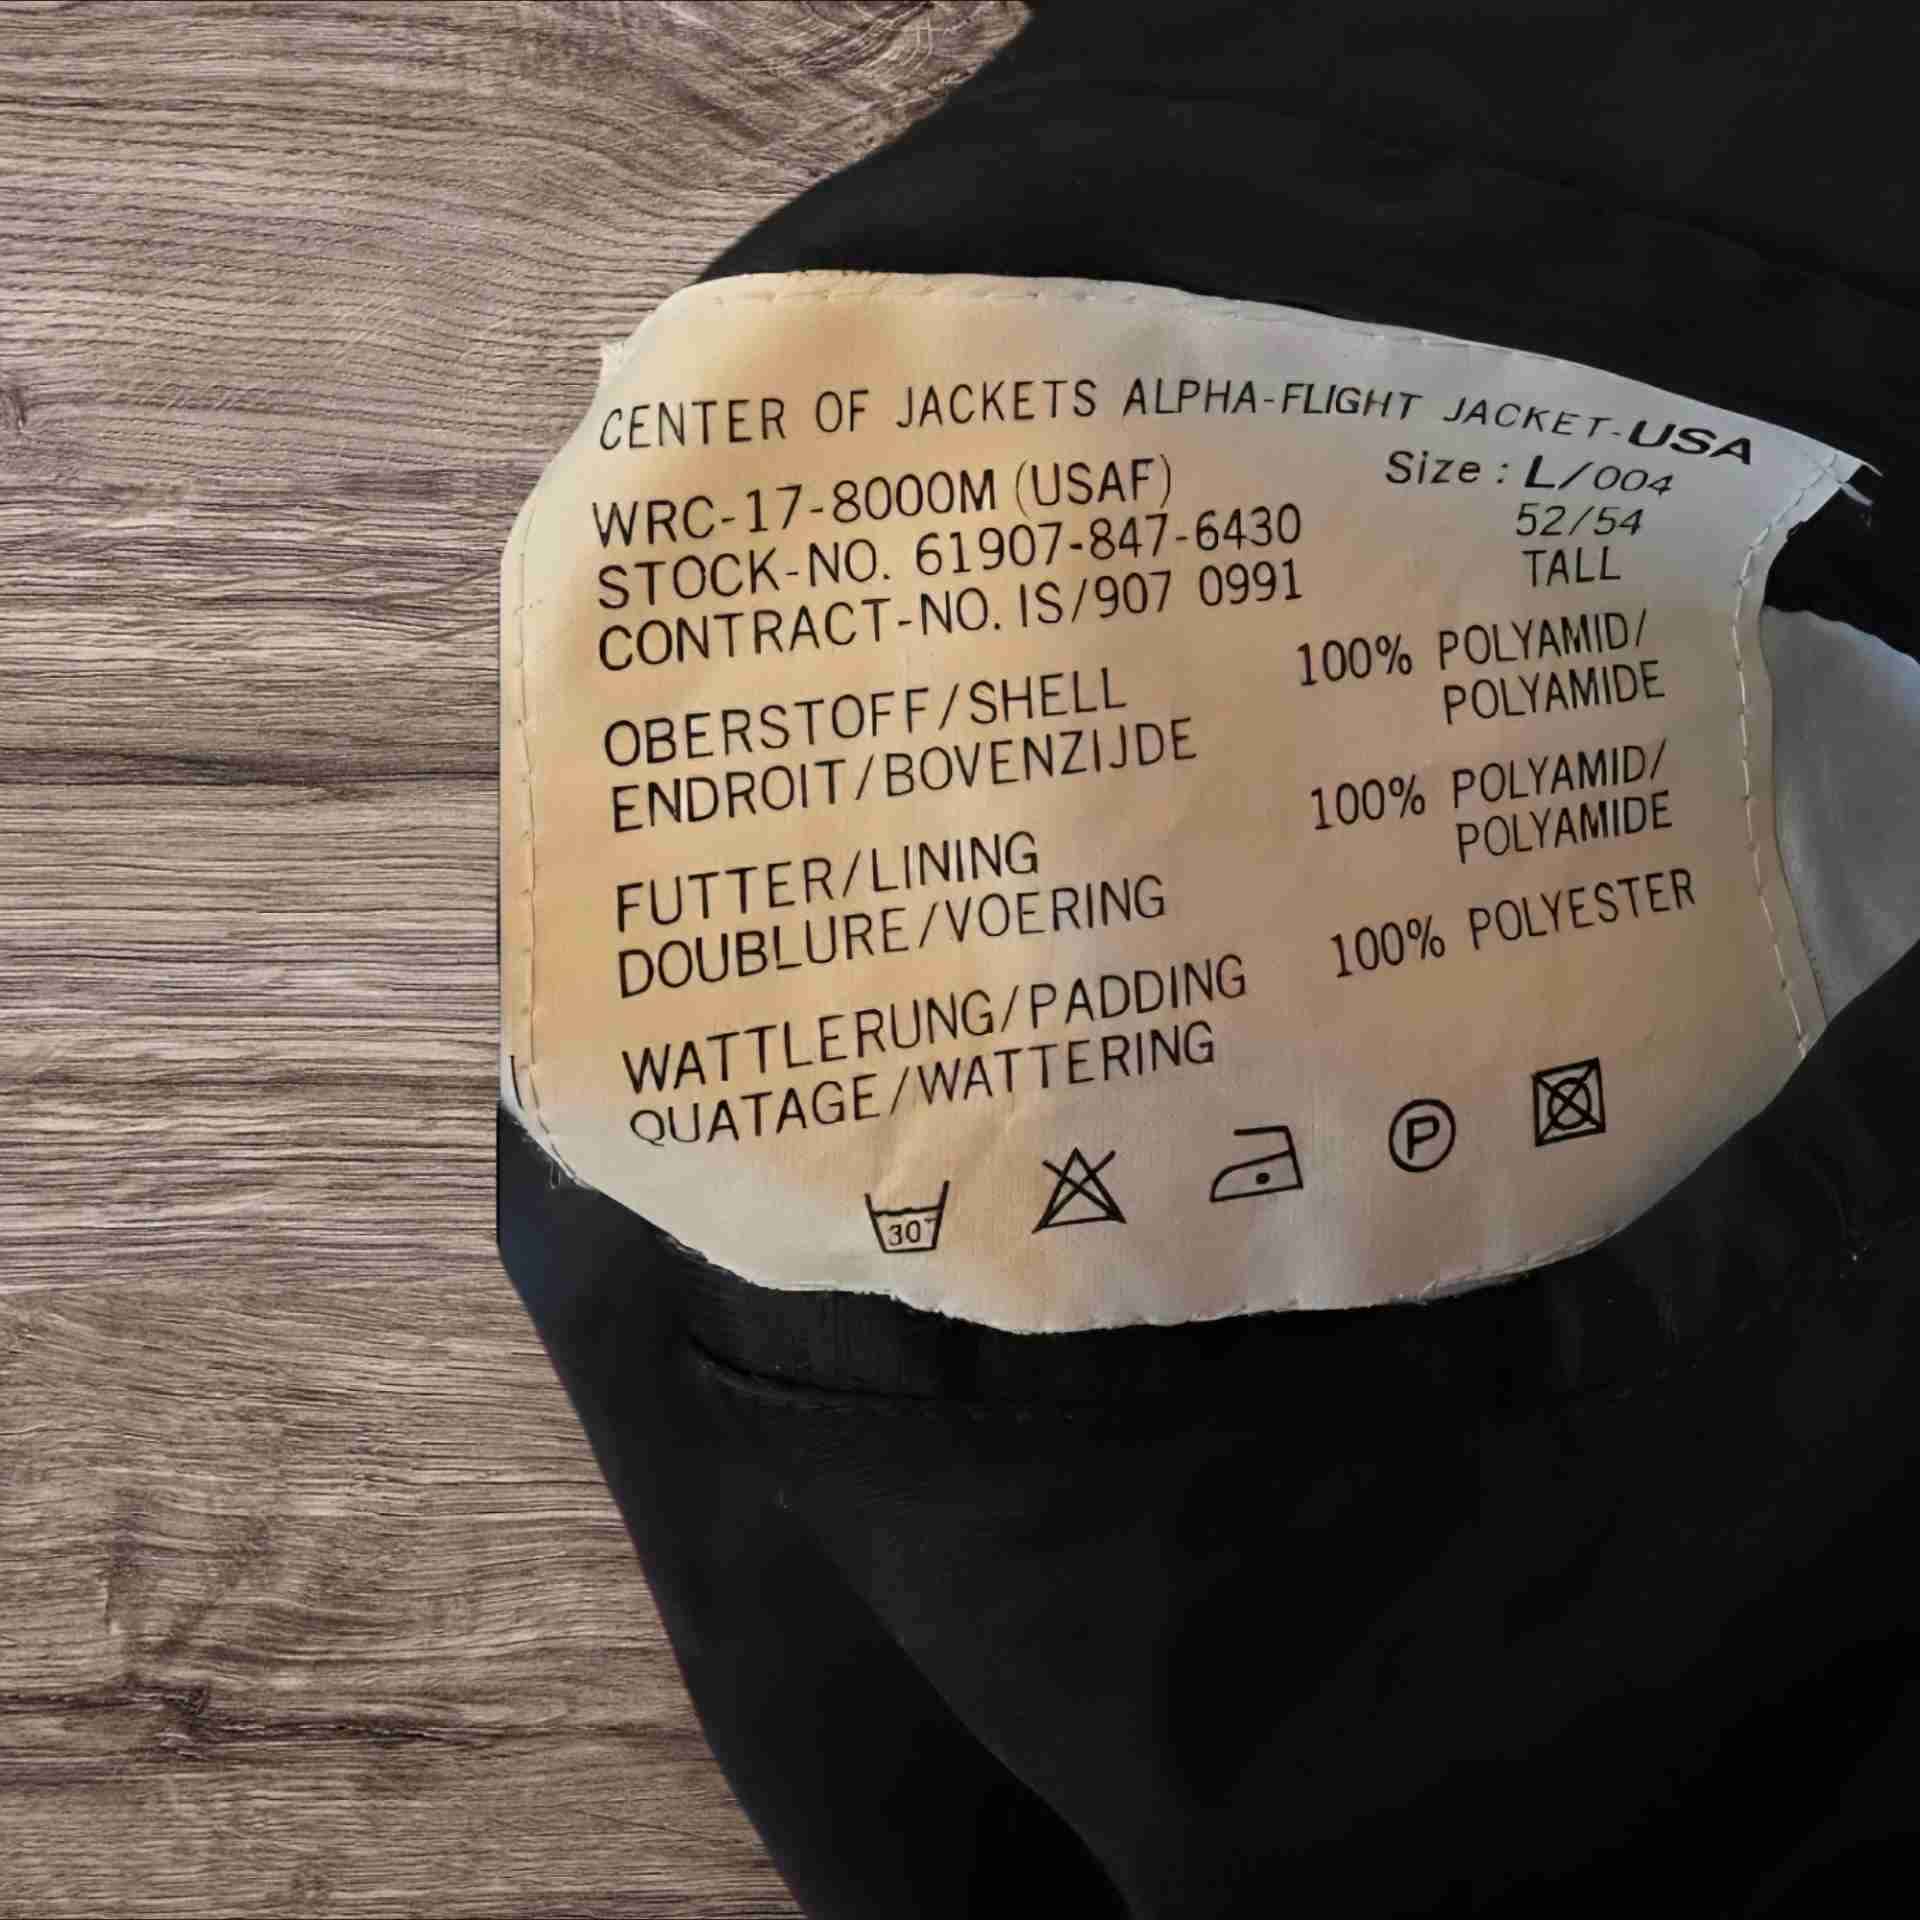 CENTER OF JACKETS ALPHA-FLIGHT JACKET-USA
WRC-17-8000M (USAF) Size : L/004
STOCK-NO. 61907-847-6430 52/54
CONTRACT-NO. IS/907 0991 TALL
OBERSTOFF/SHELL 100% POLYAMID/
ENDROIT/BOVENZIJDE POLYAMIDE
FUTTER/LINING 100% POLYAMID/
DOUBLURE/VOERING POLYAMIDE
WATTLERUNG/PADDING 100% POLYESTER
QUATAGE/WATTERING
30 P